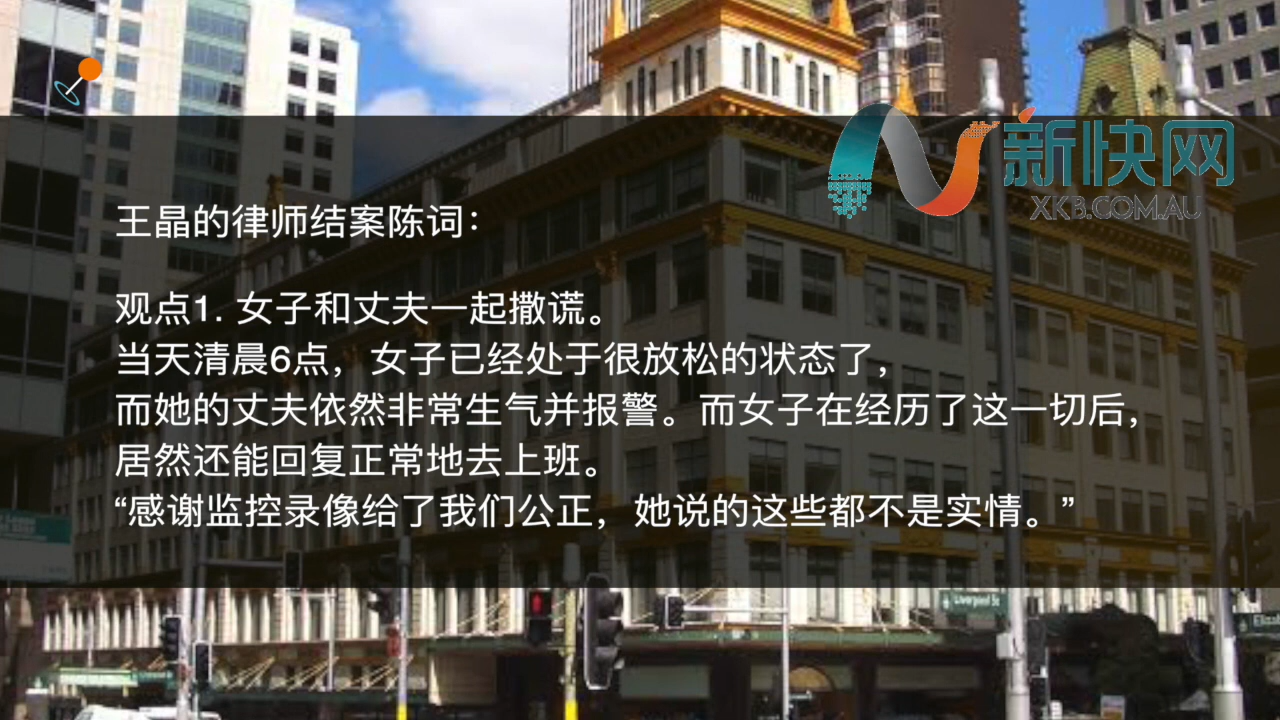 新快网
XKB.COM.AU
王晶的律师结案陈词：
观点1. 女子和丈夫一起撒谎。
当天清晨6点，女子已经处于很放松的状态了，
而她的丈夫依然非常生气并报警。而女子在经历了这一切后，
居然还能回复正常地去上班。
“感谢监控录像给了我们公正，她说的这些都不是实情。”
Liverpool St